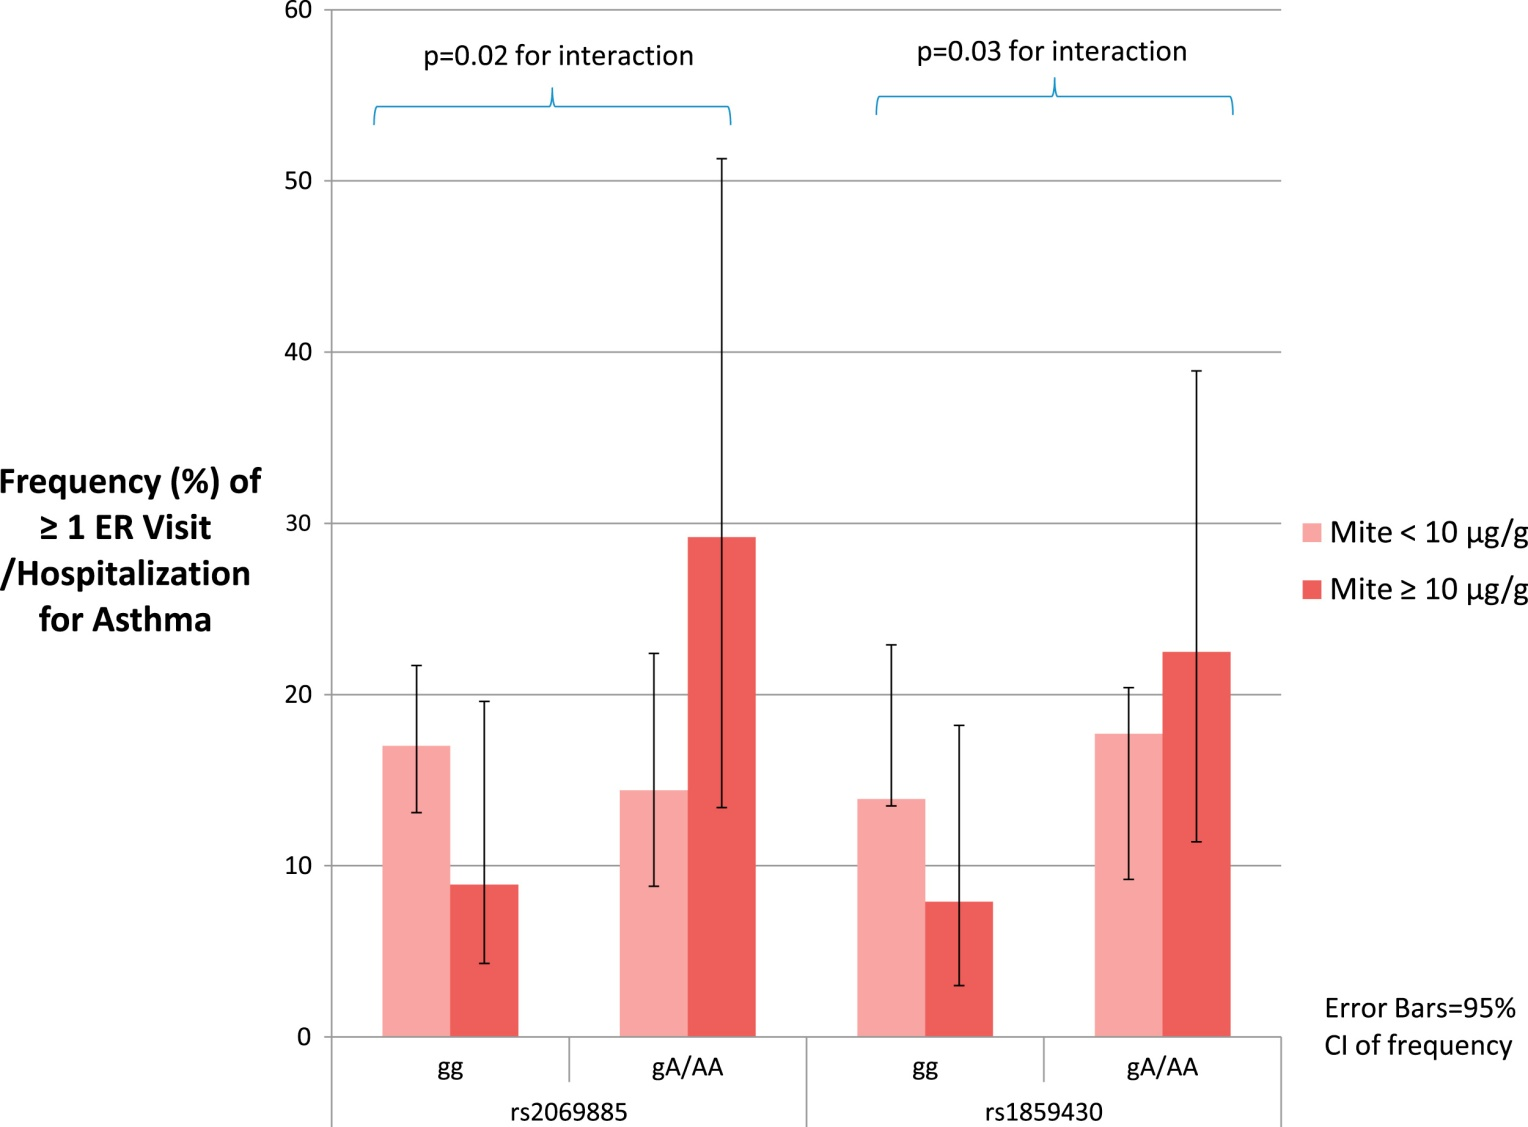 60
p=0.02 for interaction
p=0.03 for interaction
50
40
30
20
10
0
Frequency (%) of
≥ 1 ER Visit
/Hospitalization
for Asthma
Mite < 10 µg/g
Mite ≥ 10 µg/g
Error Bars=95%
CI of frequency
gg
gA/AA
gg
gA/AA
rs2069885
rs1859430